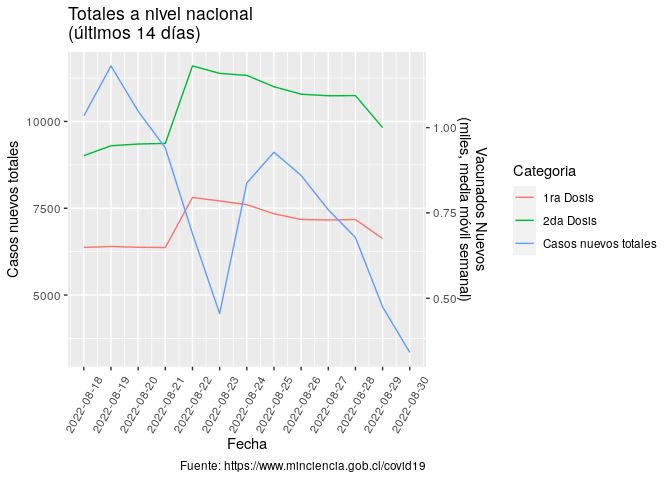 Totales a nivel nacional
(últimos 14 días)
Casos nuevos totales
10000
7500
5000
1.00
0.75
0.50
Vacunados Nuevos
(miles, media móvil semanal)
2022-08-18
2022-08-19
2022-08-20
2022-08-21
2022-08-22
2022-08-23
2022-08-24
2022-08-25
2022-08-26
2022-08-27
2022-08-28
2022-08-29
2022-08-30
Fecha
Categoria
1ra Dosis
2da Dosis
Casos nuevos totales
Fuente: https://www.minciencia.gob.cl/covid19